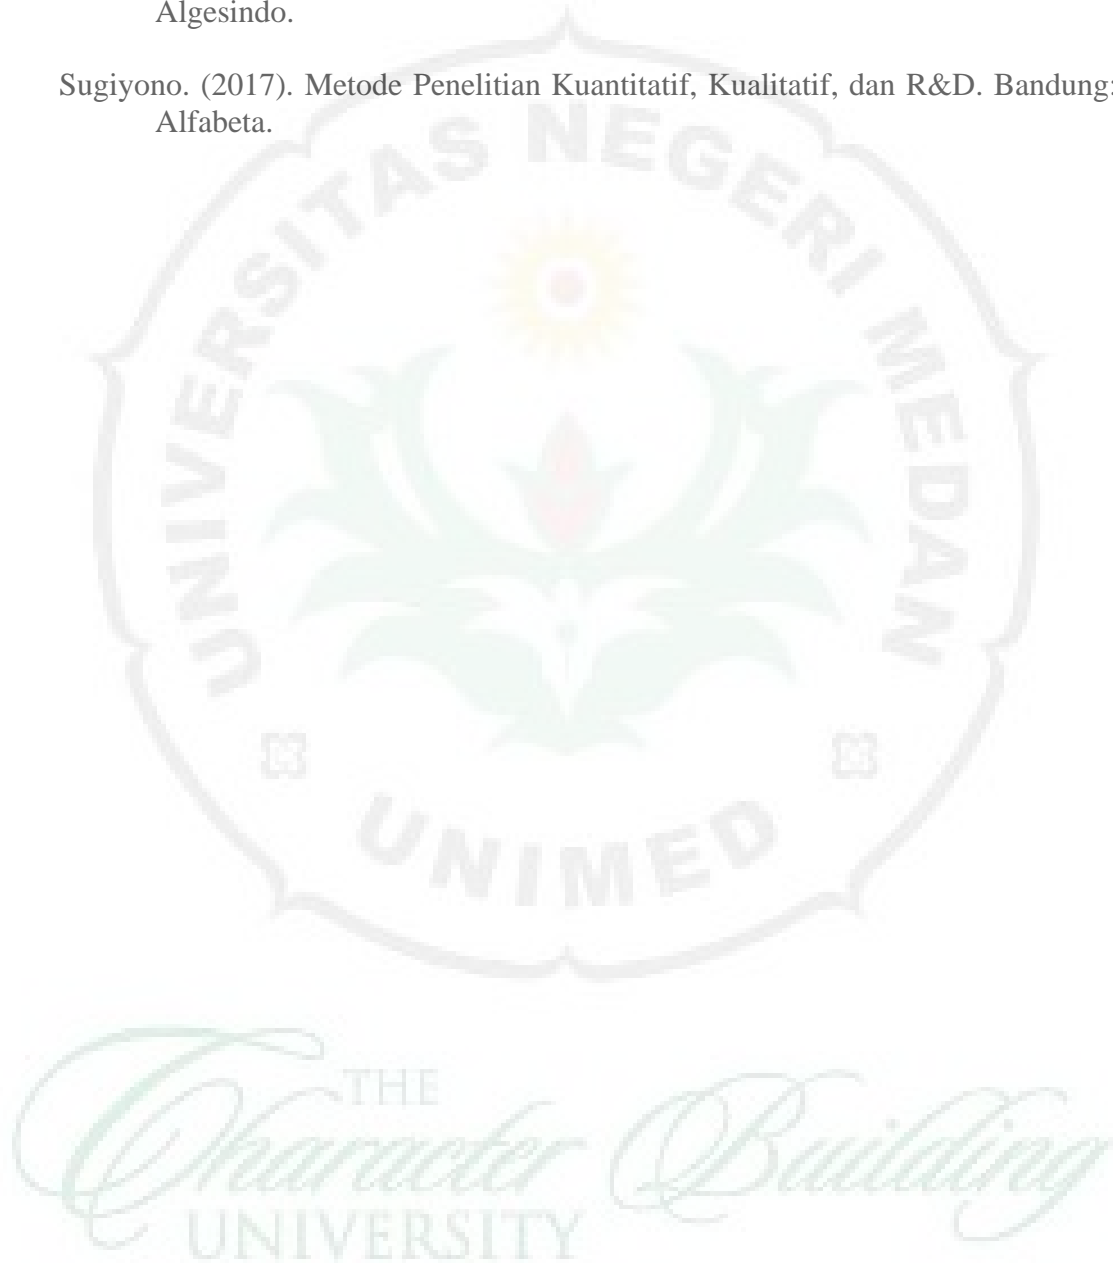 Algesindo.
Sugiyono. (2017). Metode Penelitian Kuantitatif, Kualitatif, dan R&D. Bandung:
Alfabeta.
UNIVERSITAS NEGERI MEDAN
UNIMED
THE
Character Building
UNIVERSITY